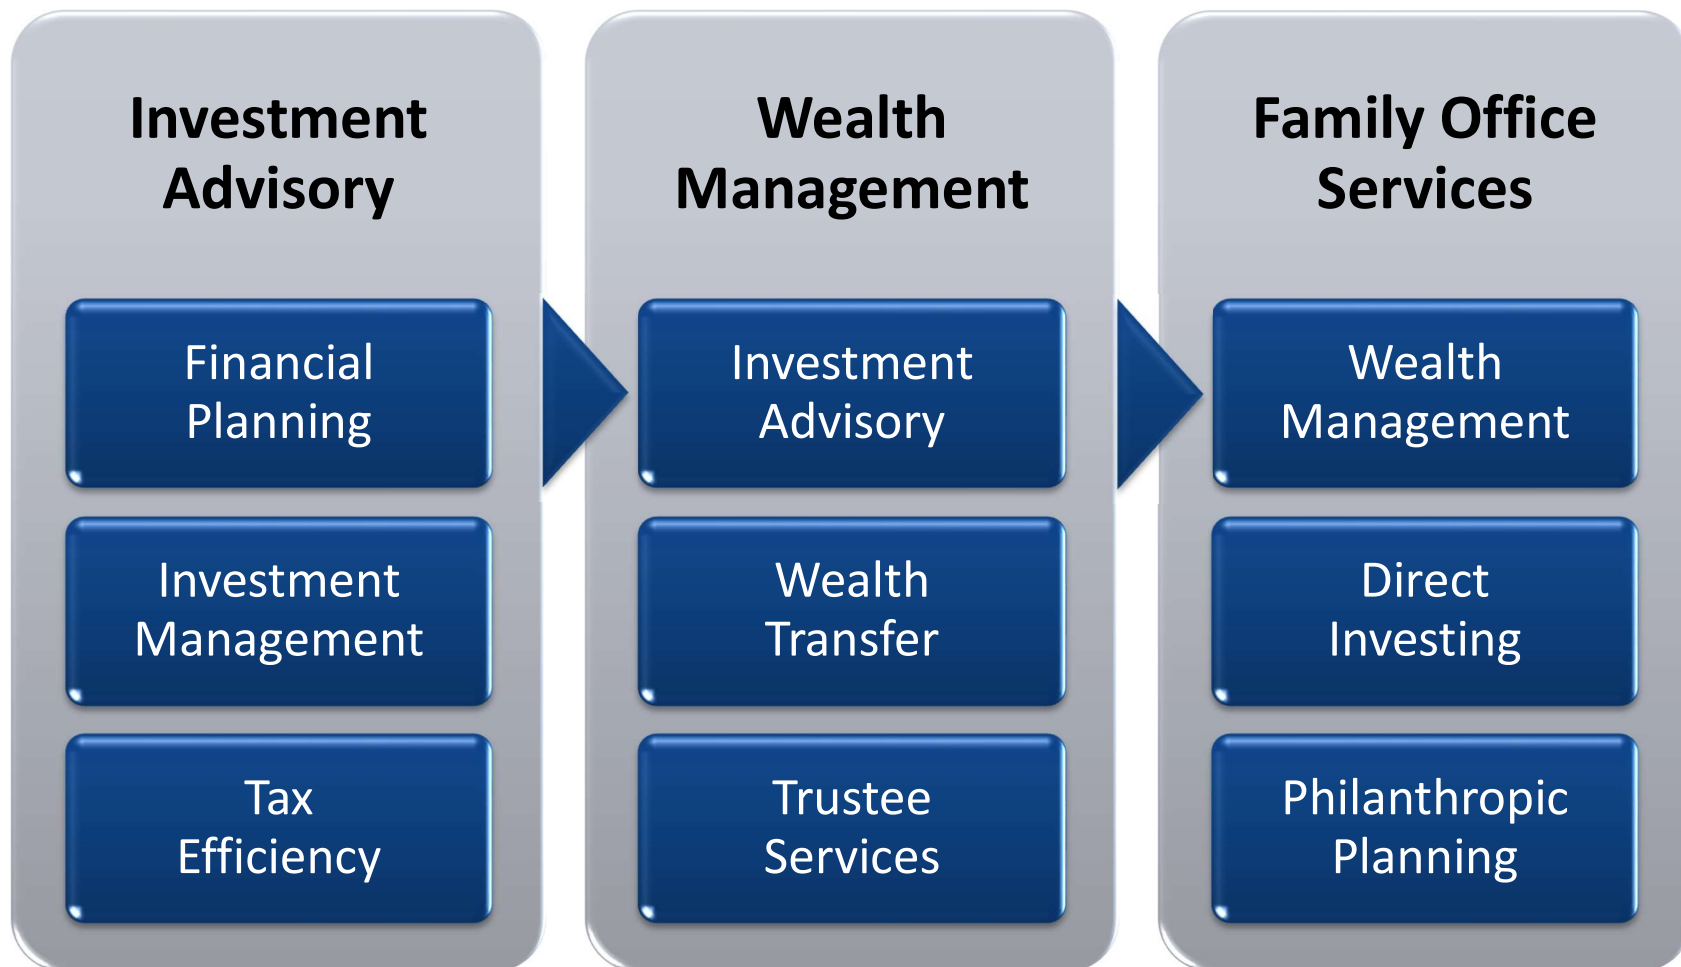 Investment
Advisory
Financial
Planning
Investment
Management
Tax
Efficiency
Wealth
Management
Investment
Advisory
Wealth
Transfer
Trustee
Services
Family Office
Services
Wealth
Management
Direct
Investing
Philanthropic
Planning